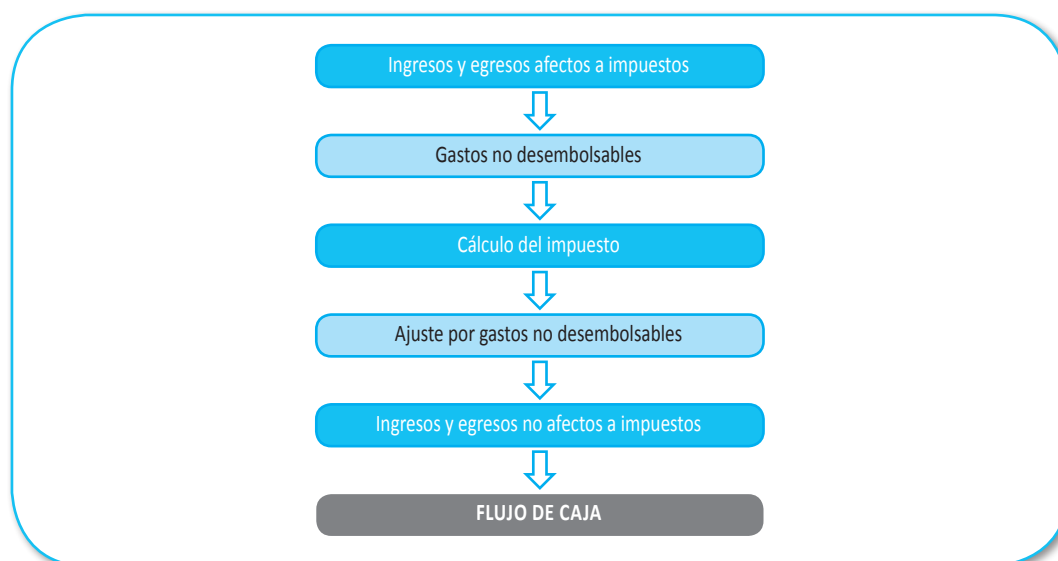 Ingresos y egresos afectos a impuestos
Gastos no desembolsables
Cálculo del impuesto
Ajuste por gastos no desembolsables
Ingresos y egresos no afectos a impuestos
FLUJO DE CAJA